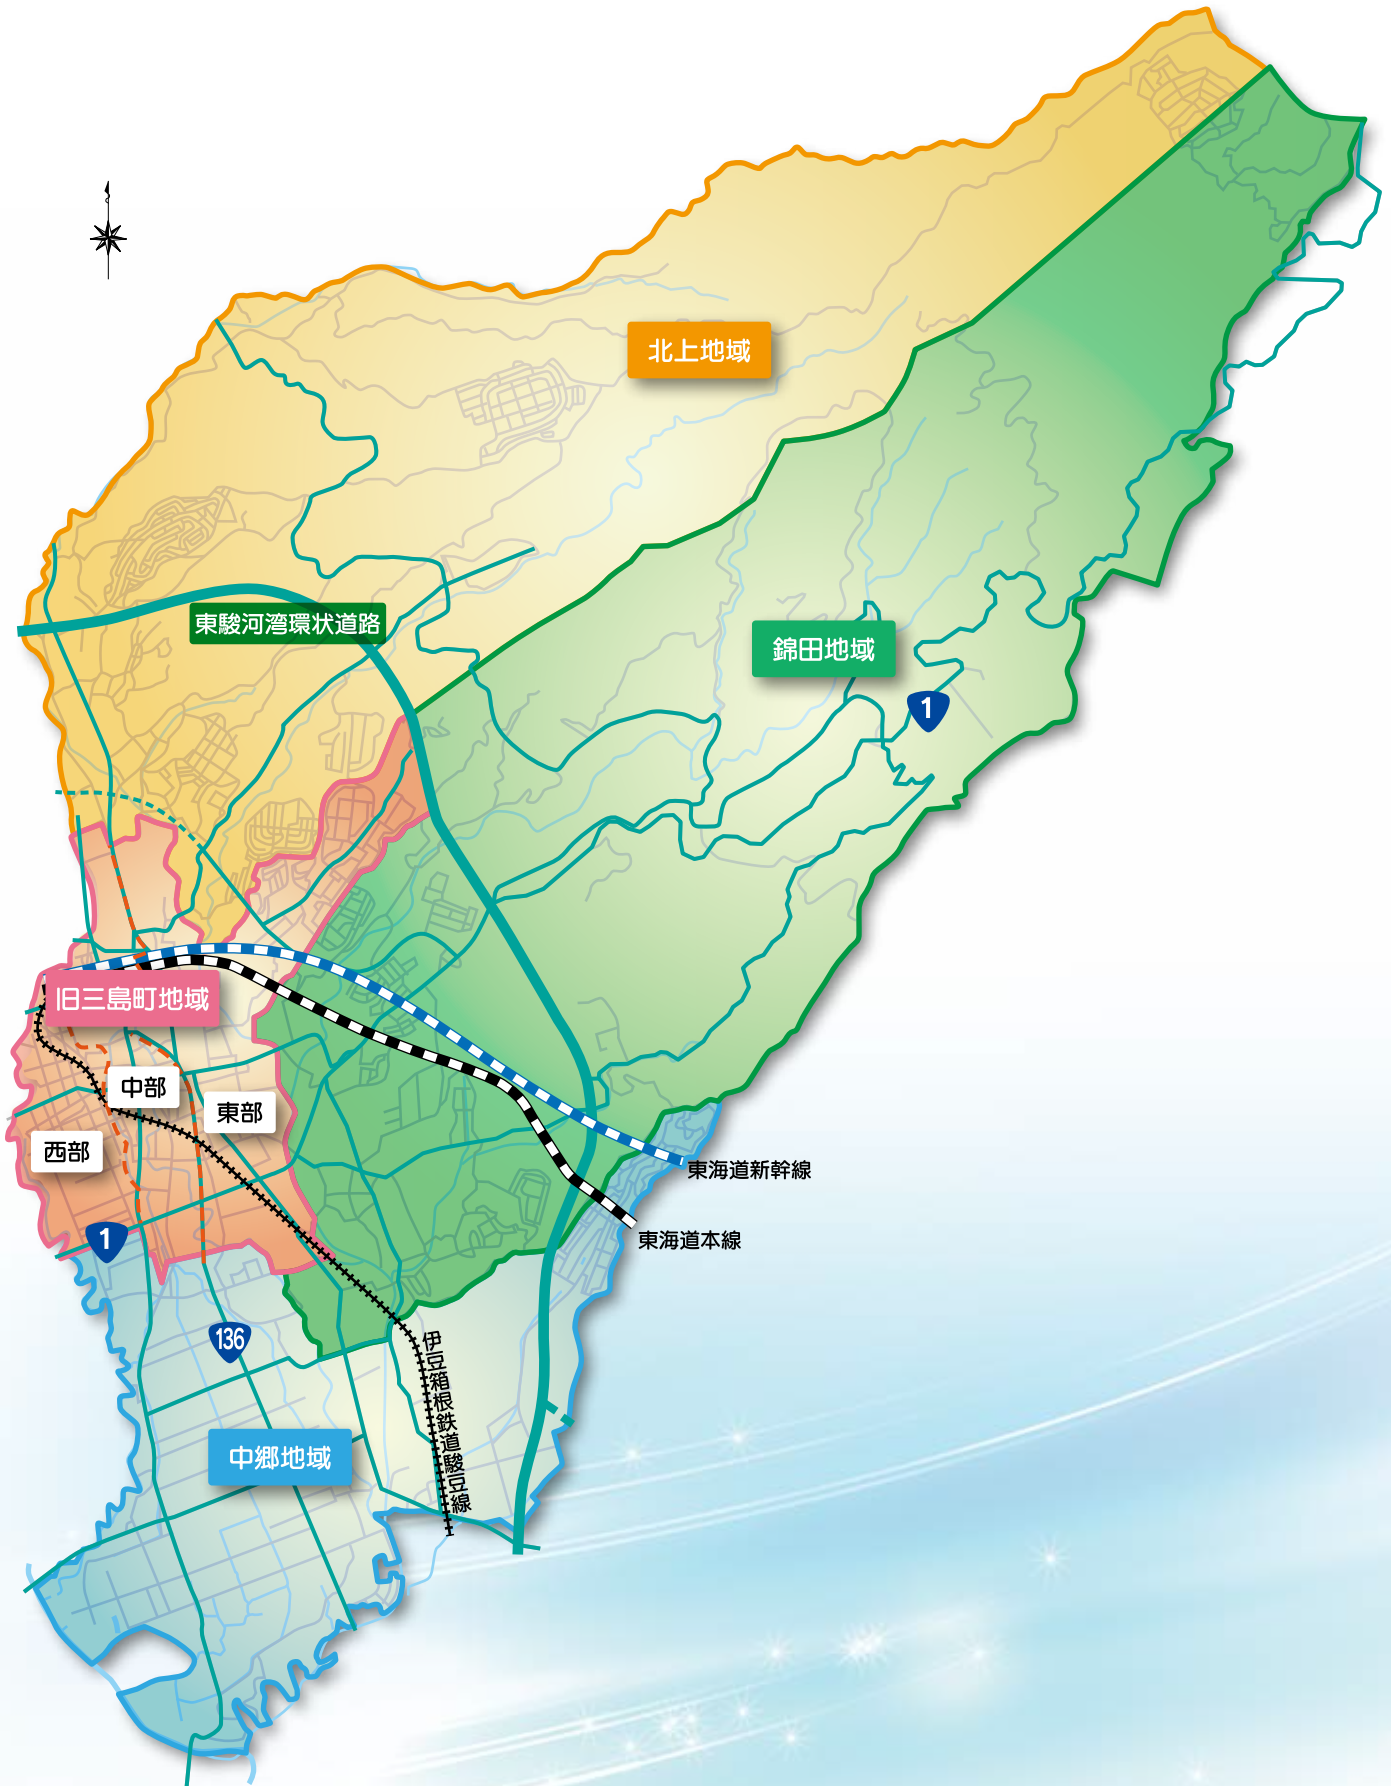 北上地域
東駿河湾環状道路
錦田地域
1
旧三島町地域
中部
東部
西部
東海道新幹線
東海道本線
1
136
伊豆箱根鉄道駿豆線
中郷地域